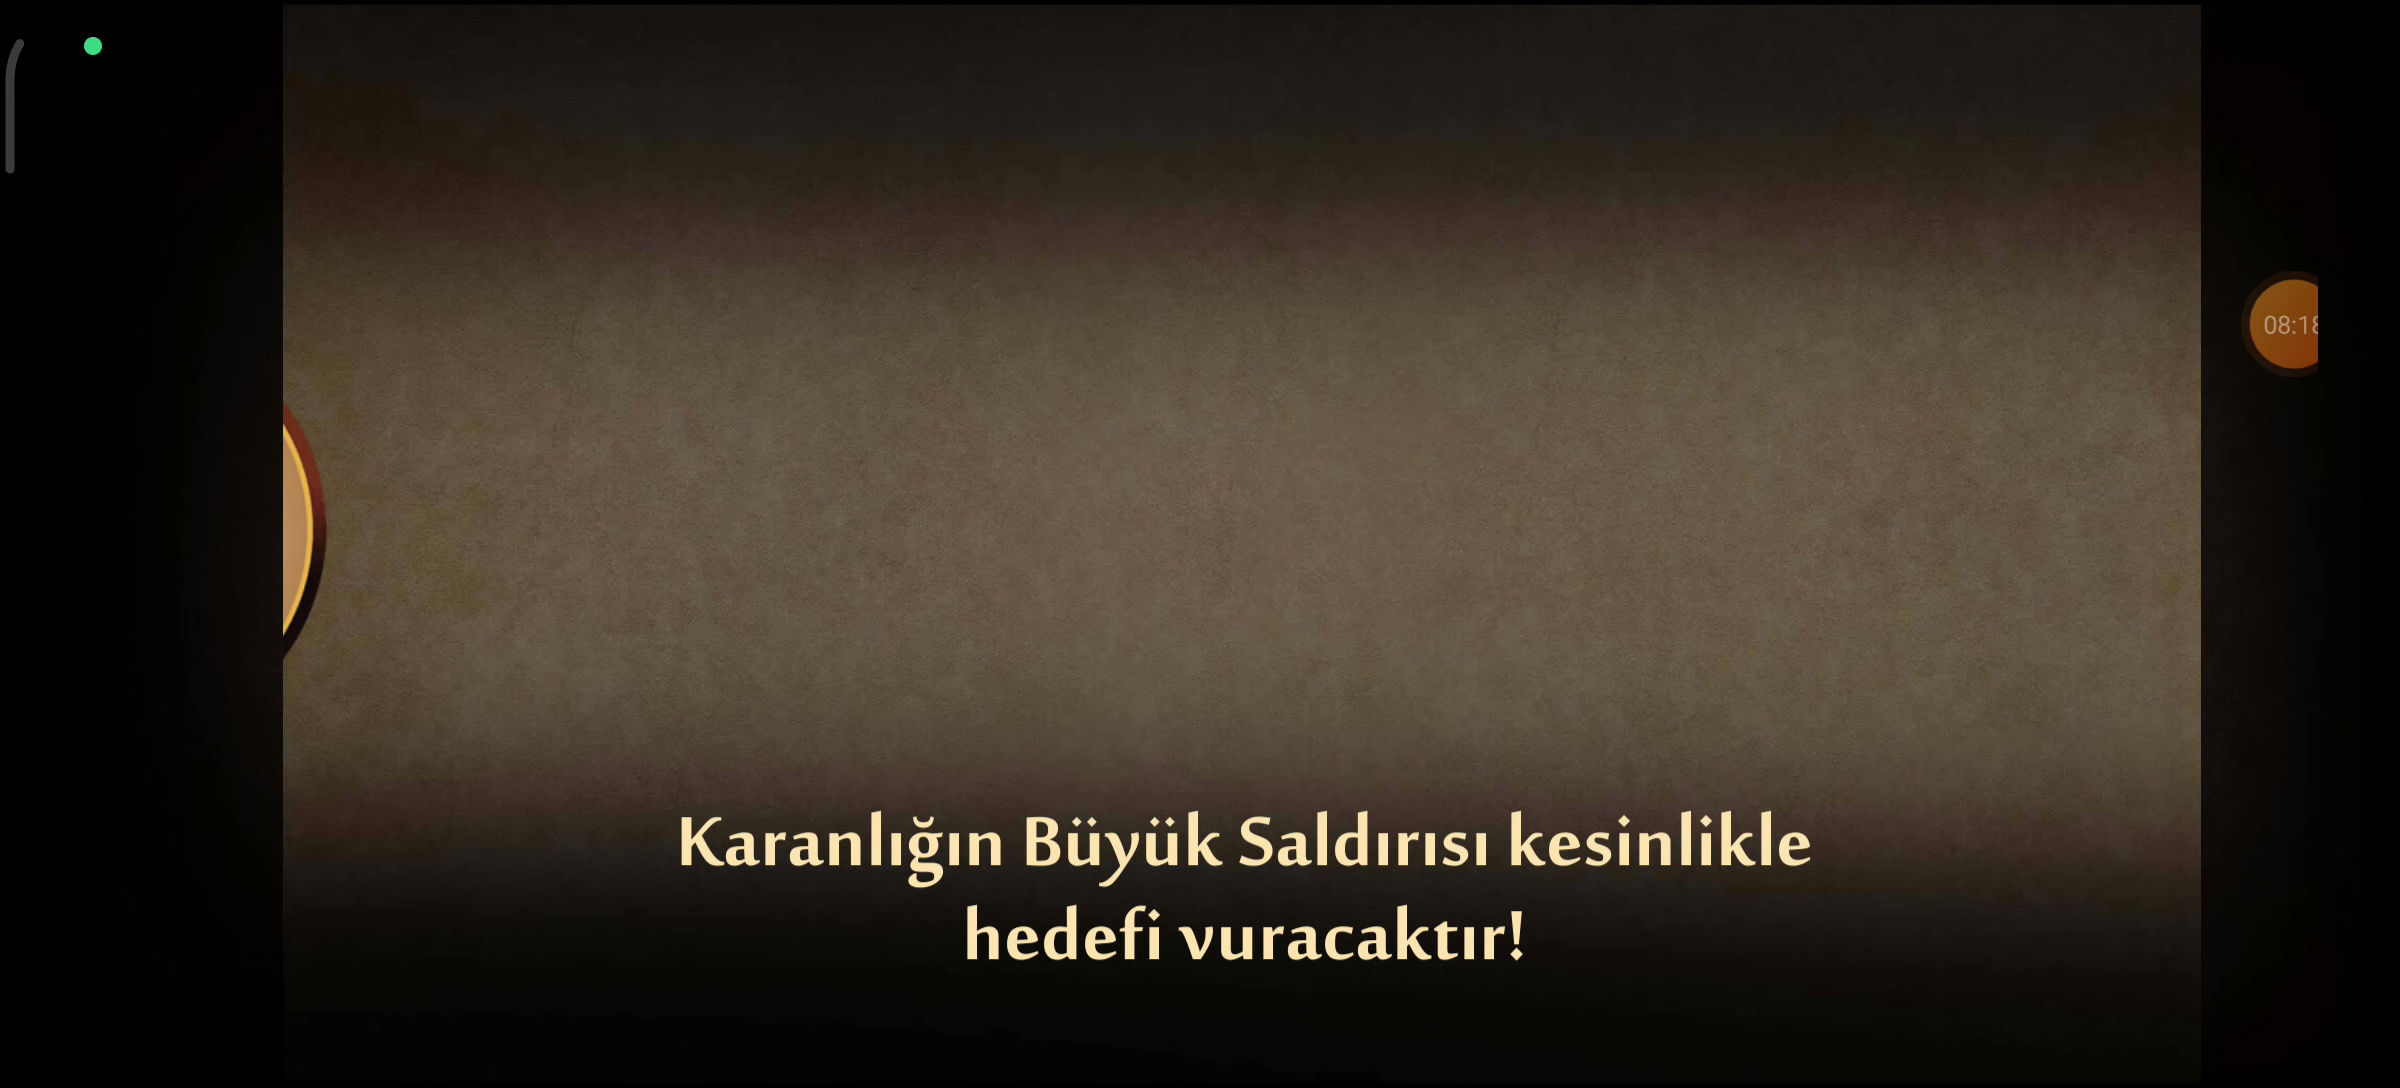 08:18
Karanlığın Büyük Saldırısı kesinlikle
hedefi vuracaktır!